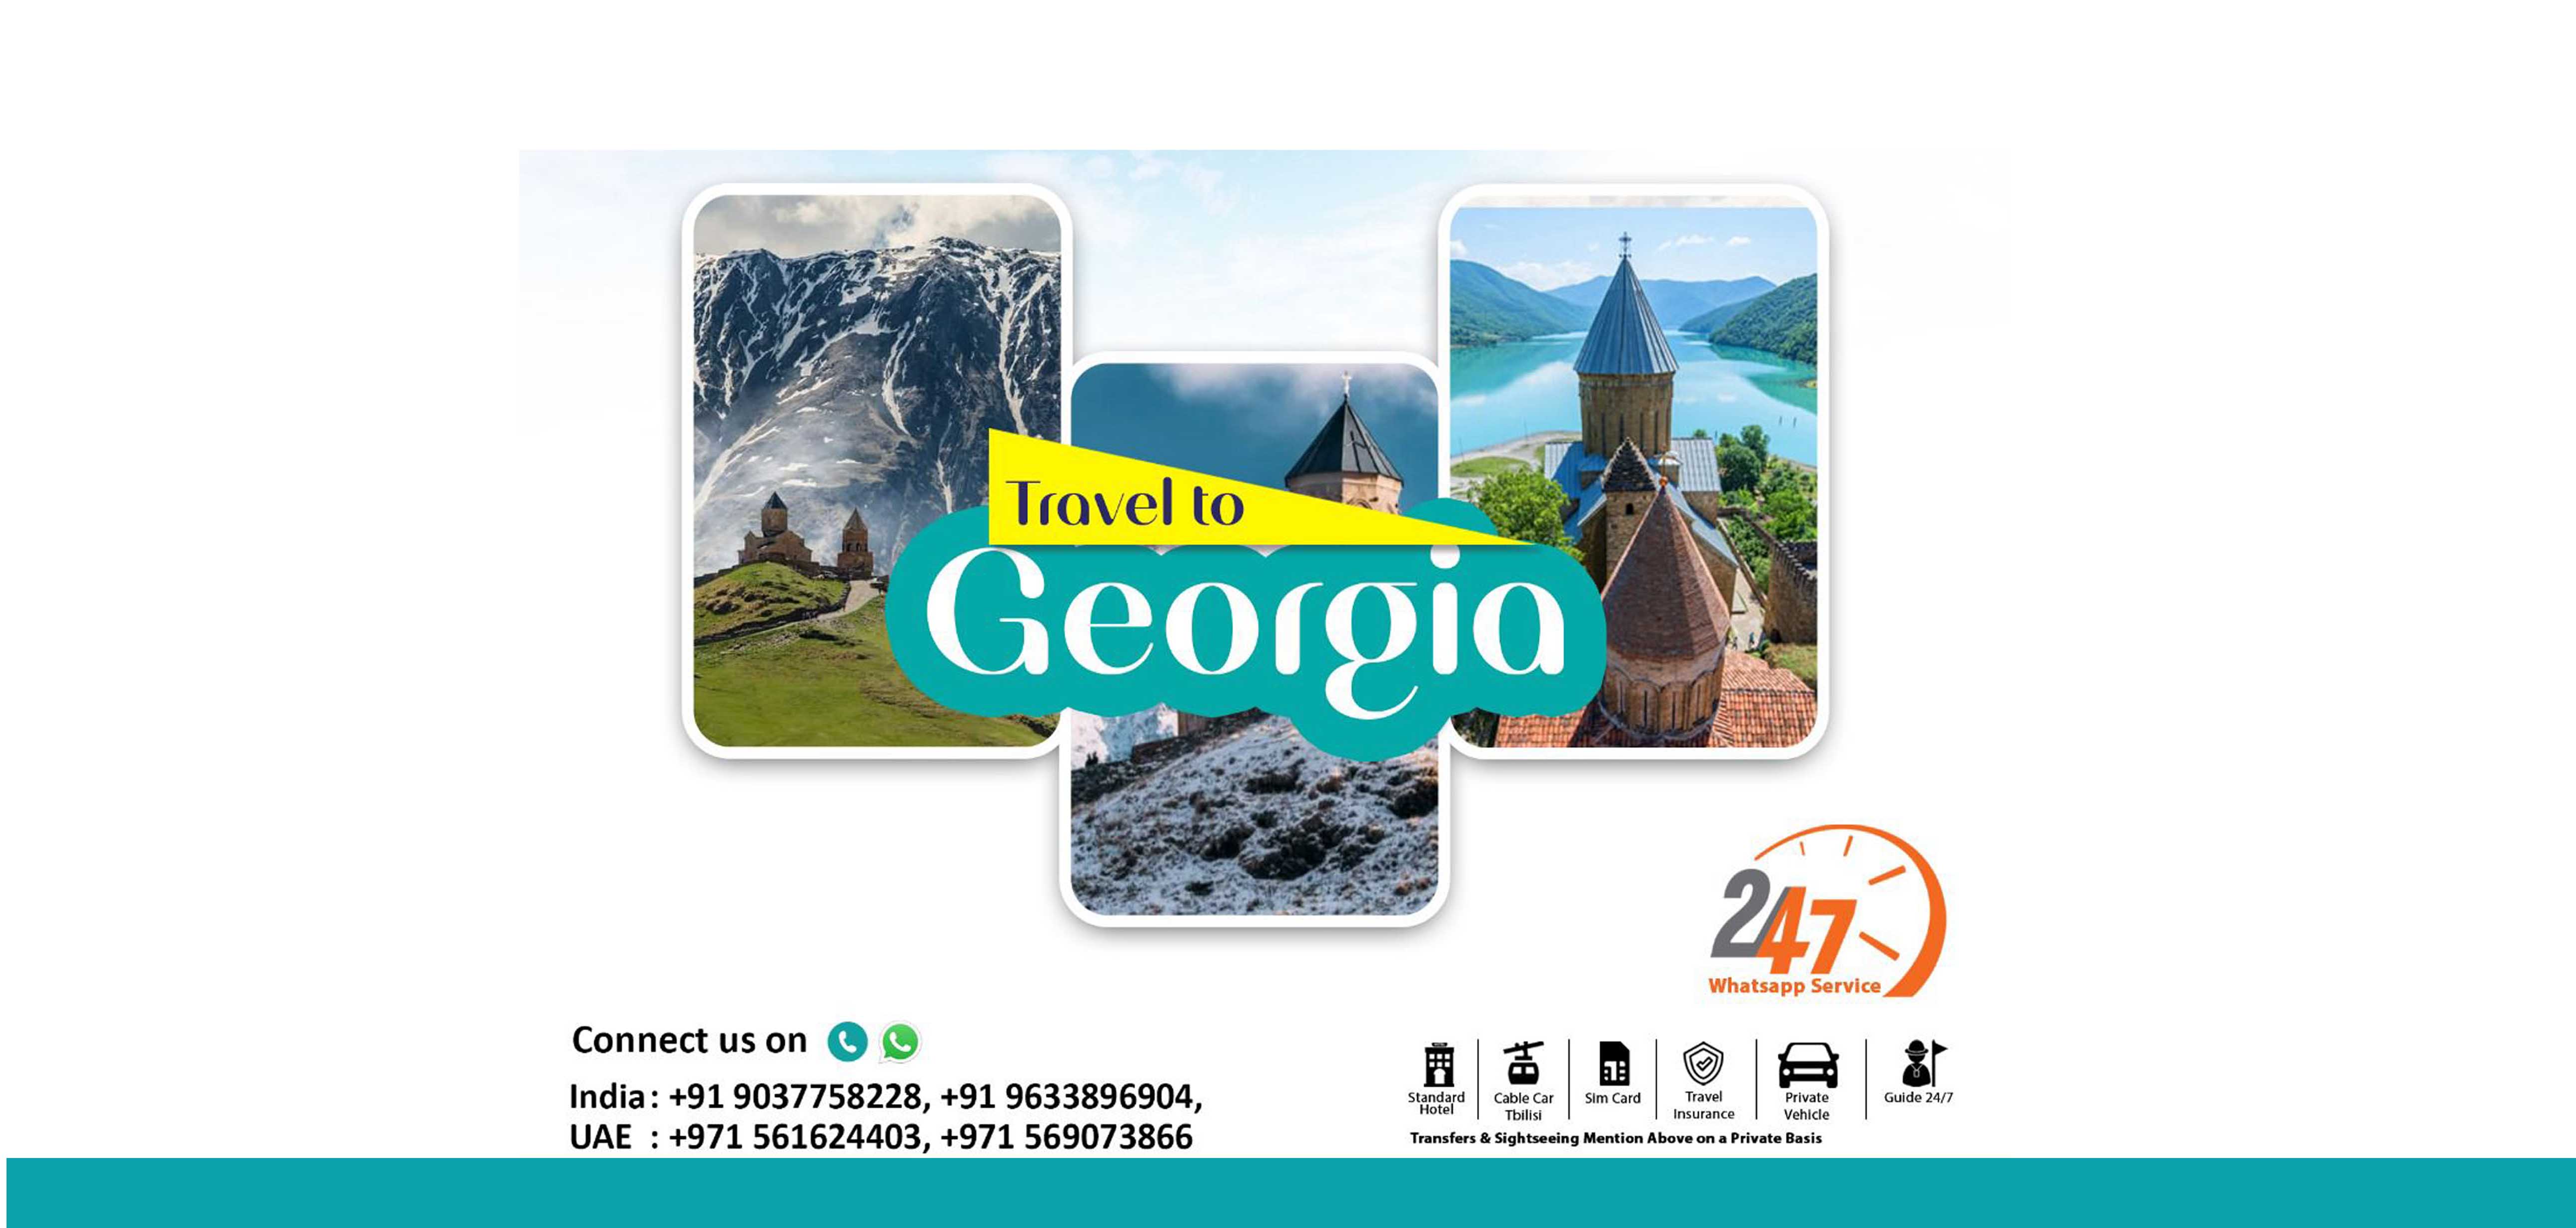 Travel to
Georgia
247
Whatsapp Service
Connect us on
India : +91 9037758228, +91 9633896904,
UAE : +971 561624403, +971 569073866
Standard
Hotel
Cable Car
Tbilisi
Sim Card
Travel
Insurance
Private
Vehicle
Guide 24/7
Transfers & Sightseeing Mention Above on a Private Basis